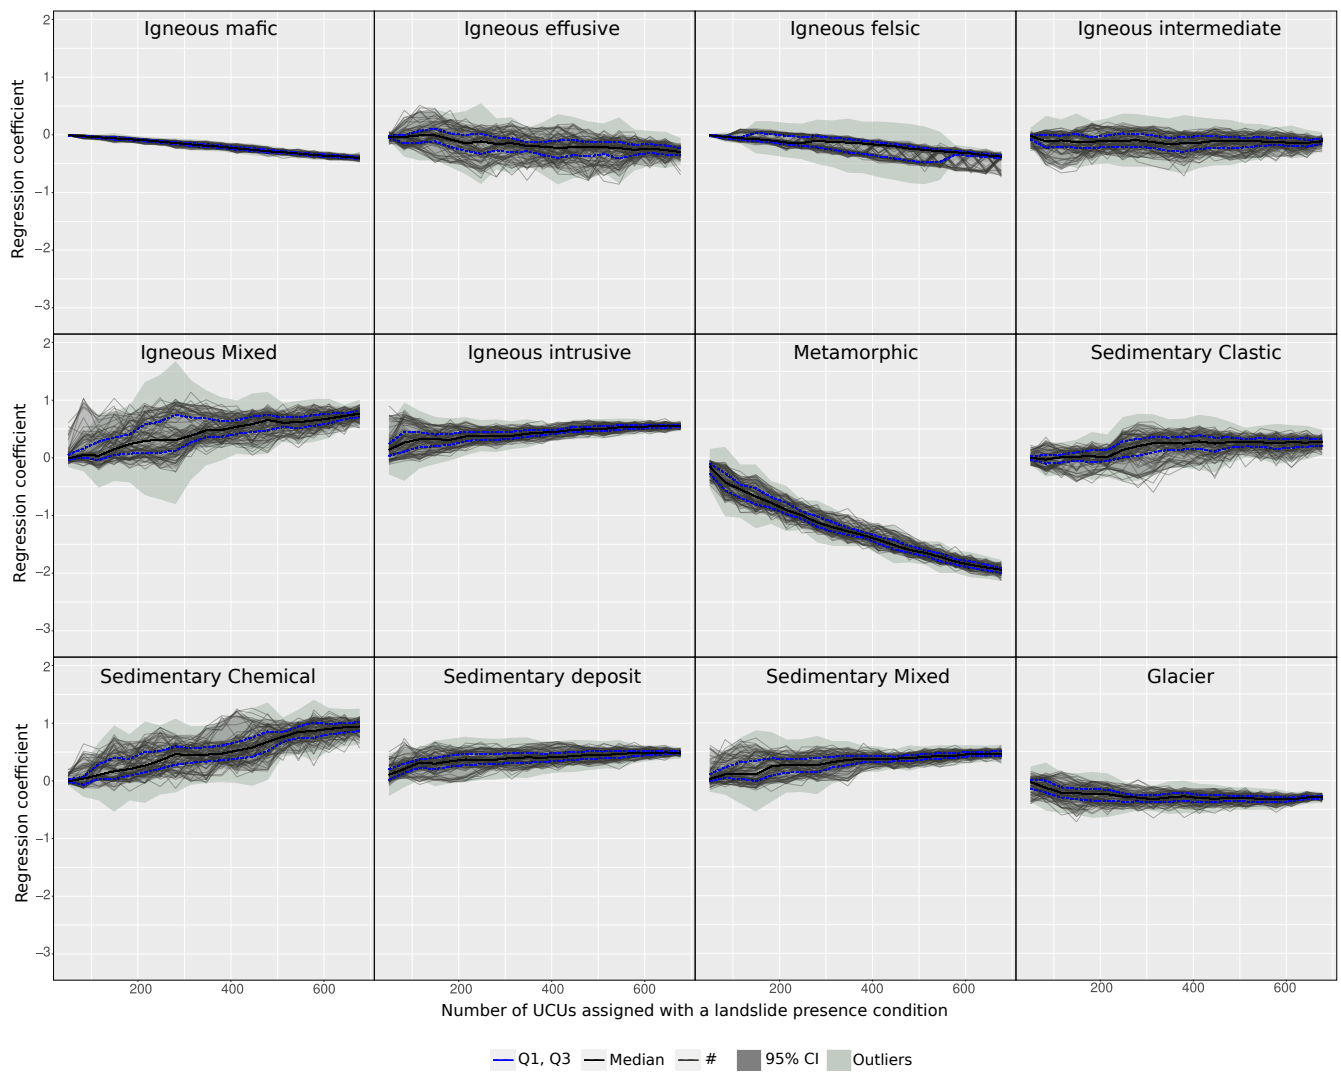 Igneous mafic Igneous effusive Igneous felsic Igneous intermediate
2
1
0
−1
−2
−3
Regression coefficient
Igneous Mixed Igneous intrusive Metamorphic Sedimentary Clastic
2
1
0
−1
−2
−3
Regression coefficient
Sedimentary Chemical Sedimentary deposit Sedimentary Mixed Glacier
2
1
0
−1
−2
−3
Regression coefficient
200 400 600 200 400 600 200 400 600 200 400 600
Number of UCUs assigned with a landslide presence condition
Q1, Q3 Median # 95% CI Outliers